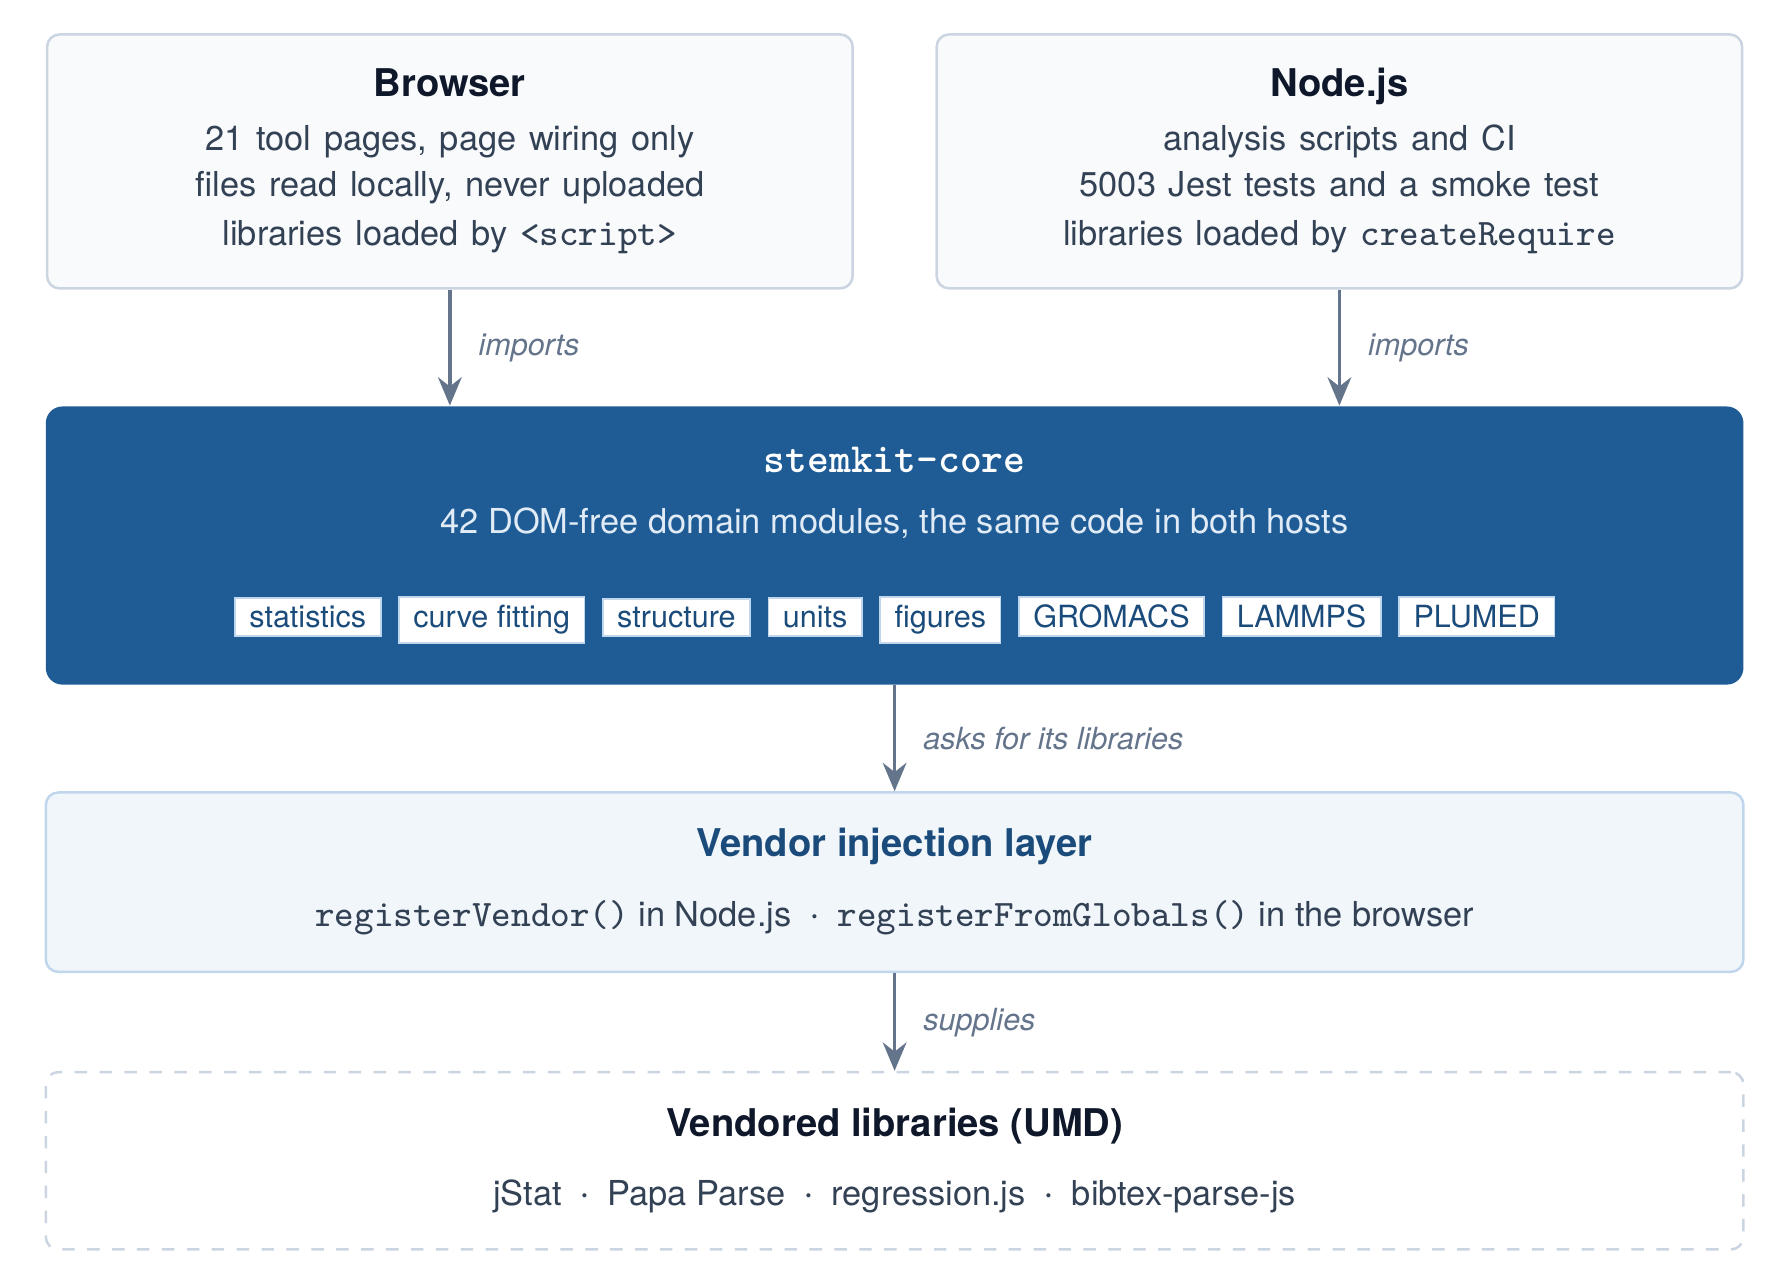 Browser
21 tool pages, page wiring only
files read locally, never uploaded
libraries loaded by <script>
Node.js
analysis scripts and CI
5003 Jest tests and a smoke test
libraries loaded by createRequire
imports
imports
stemkit-core
42 DOM-free domain modules, the same code in both hosts
statistics curve fitting structure units figures GROMACS LAMMPS PLUMED
asks for its libraries
Vendor injection layer
registerVendor() in Node.js · registerFromGlobals() in the browser
supplies
Vendored libraries (UMD)
jStat · Papa Parse · regression.js · bibtex-parse-js